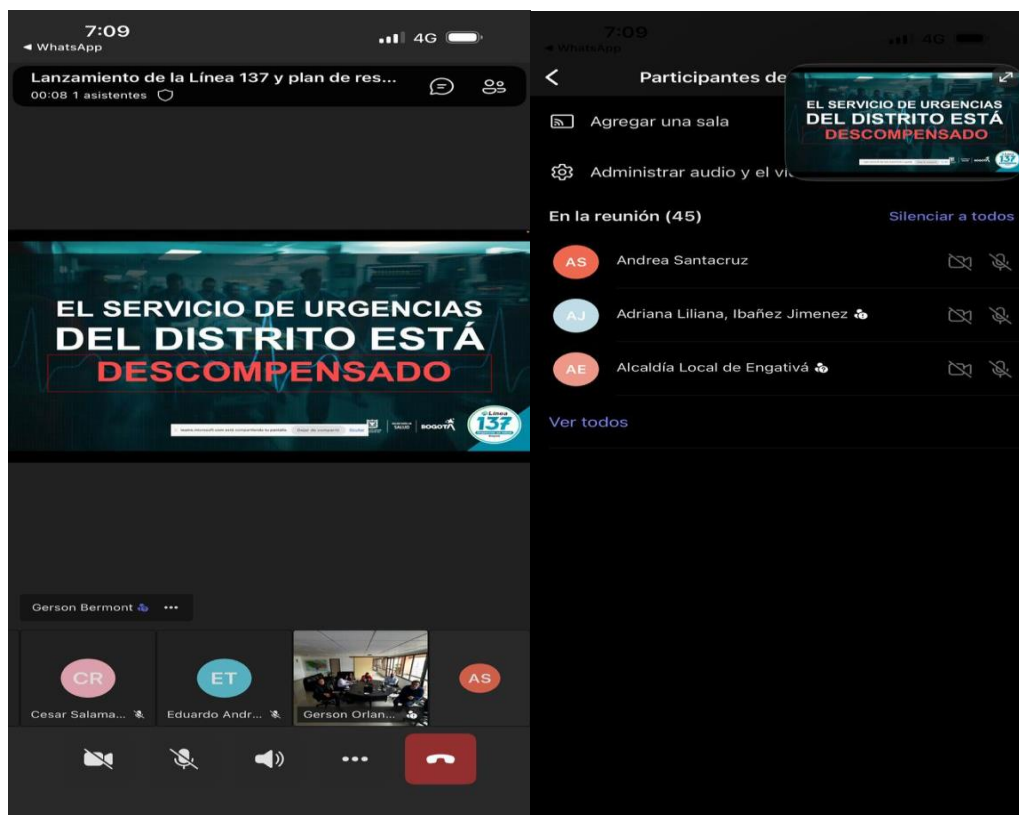 7:09
WhatsApp
4G
Lanzamiento de la Línea 137 y plan de res...
00:08 1 asistentes
EL SERVICIO DE URGENCIAS
DEL DISTRITO ESTÁ
DESCOMPENSADO
SALUD
BOGOTÁ
Línea
137
Gerson Bermont
CR
ET
AS
Cesar Salama...
Eduardo Andr...
Gerson Orlan...
7:09
WhatsApp
4G
Participantes de
Agregar una sala
Administrar audio y el vi
EL SERVICIO DE URGENCIAS
DEL DISTRITO ESTÁ
DESCOMPENSADO
137
En la reunión (45)
Silenciar a todos
AS
Andrea Santacruz
AJ
Adriana Liliana, Ibañez Jimenez
AE
Alcaldía Local de Engativá
Ver todos